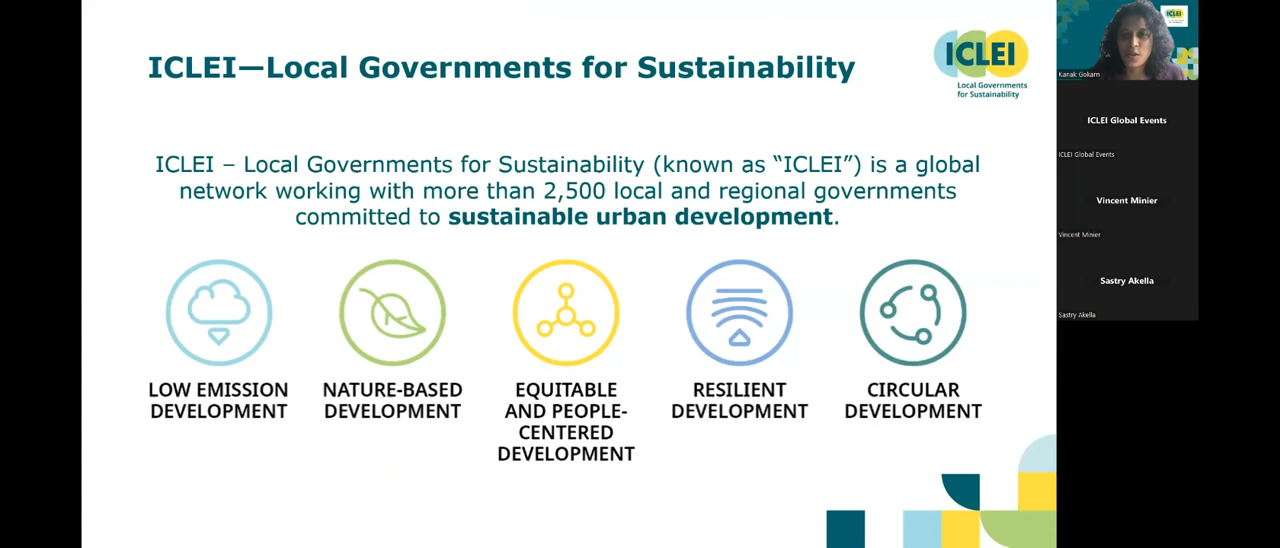 ICLEI—Local Governments for Sustainability
ICLEI
Local Governments
for Sustainability
ICLEI – Local Governments for Sustainability (known as “ICLEI”) is a global
network working with more than 2,500 local and regional governments
committed to sustainable urban development.
LOW EMISSION
DEVELOPMENT
NATURE-BASED
DEVELOPMENT
EQUITABLE
AND PEOPLE-
CENTERED
DEVELOPMENT
RESILIENT
DEVELOPMENT
CIRCULAR
DEVELOPMENT
ICLEI
Kanak Gokarn
ICLEI Global Events
ICLEI Global Events
Vincent Minier
Vincent Minier
Sastry Akella
Sastry Akella